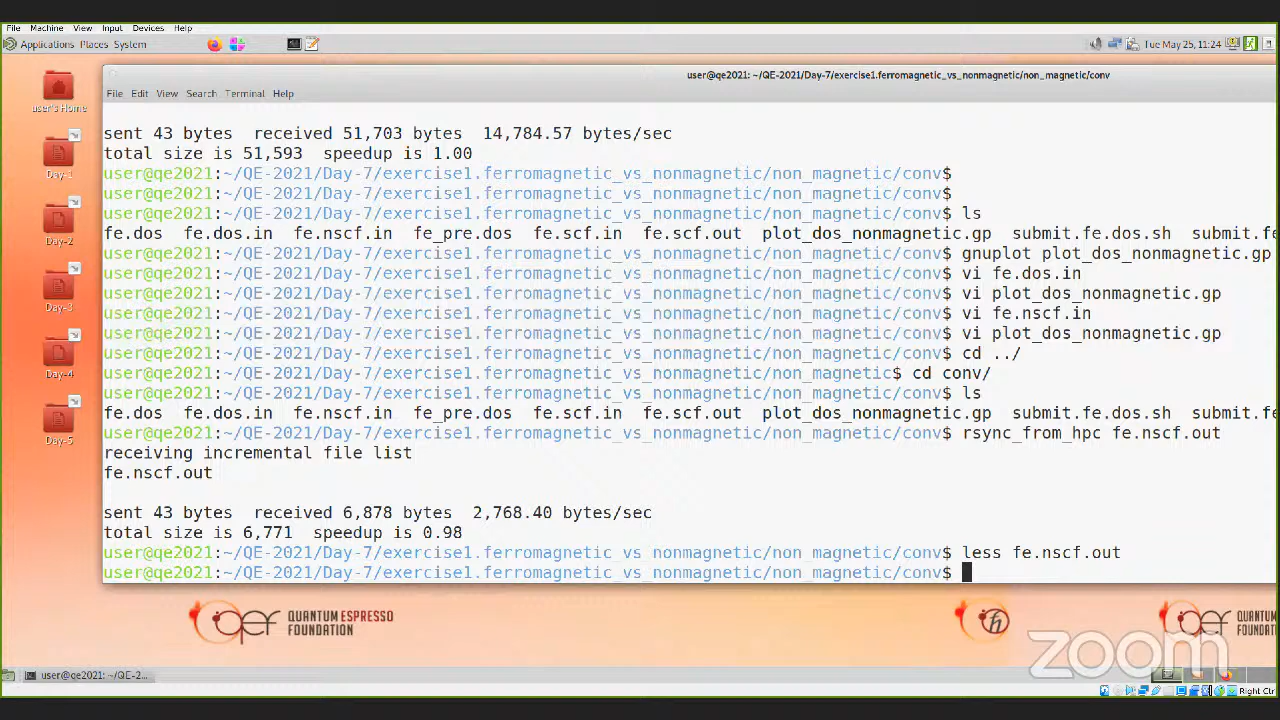 File Machine View Input Devices Help
Applications Places System
Tue May 25, 11:24
user@qe2021: ~/QE-2021/Day-7/exercise1.ferromagnetic_vs_nonmagnetic/non_magnetic/conv
File Edit View Search Terminal Help
user's Home
Day-1
Day-2
Day-3
Day-4
Day-5
sent 43 bytes  received 51,703 bytes  14,784.57 bytes/sec
total size is 51,593  speedup is 1.00
user@qe2021:~/QE-2021/Day-7/exercise1.ferromagnetic_vs_nonmagnetic/non_magnetic/conv$
user@qe2021:~/QE-2021/Day-7/exercise1.ferromagnetic_vs_nonmagnetic/non_magnetic/conv$
user@qe2021:~/QE-2021/Day-7/exercise1.ferromagnetic_vs_nonmagnetic/non_magnetic/conv$ ls
fe.dos  fe.dos.in  fe.nscf.in  fe_pre.dos  fe.scf.in  fe.scf.out  plot_dos_nonmagnetic.gp  submit.fe.dos.sh  submit.fe
user@qe2021:~/QE-2021/Day-7/exercise1.ferromagnetic_vs_nonmagnetic/non_magnetic/conv$ gnuplot plot_dos_nonmagnetic.gp
user@qe2021:~/QE-2021/Day-7/exercise1.ferromagnetic_vs_nonmagnetic/non_magnetic/conv$ vi fe.dos.in
user@qe2021:~/QE-2021/Day-7/exercise1.ferromagnetic_vs_nonmagnetic/non_magnetic/conv$ vi plot_dos_nonmagnetic.gp
user@qe2021:~/QE-2021/Day-7/exercise1.ferromagnetic_vs_nonmagnetic/non_magnetic/conv$ vi fe.nscf.in
user@qe2021:~/QE-2021/Day-7/exercise1.ferromagnetic_vs_nonmagnetic/non_magnetic/conv$ vi plot_dos_nonmagnetic.gp
user@qe2021:~/QE-2021/Day-7/exercise1.ferromagnetic_vs_nonmagnetic/non_magnetic/conv$ cd ../
user@qe2021:~/QE-2021/Day-7/exercise1.ferromagnetic_vs_nonmagnetic/non_magnetic$ cd conv/
user@qe2021:~/QE-2021/Day-7/exercise1.ferromagnetic_vs_nonmagnetic/non_magnetic/conv$ ls
fe.dos  fe.dos.in  fe.nscf.in  fe_pre.dos  fe.scf.in  fe.scf.out  plot_dos_nonmagnetic.gp  submit.fe.dos.sh  submit.fe
user@qe2021:~/QE-2021/Day-7/exercise1.ferromagnetic_vs_nonmagnetic/non_magnetic/conv$ rsync_from_hpc fe.nscf.out
receiving incremental file list
fe.nscf.out
sent 43 bytes  received 6,878 bytes  2,768.40 bytes/sec
total size is 6,771  speedup is 0.98
user@qe2021:~/QE-2021/Day-7/exercise1.ferromagnetic_vs_nonmagnetic/non_magnetic/conv$ less fe.nscf.out
user@qe2021:~/QE-2021/Day-7/exercise1.ferromagnetic_vs_nonmagnetic/non_magnetic/conv$
qef QUANTUM ESPRESSO
FOUNDATION
ħ
qef QUANTUM
FOUNDAT
zoom
user@qe2021: ~/QE-2...
Right Ctrl